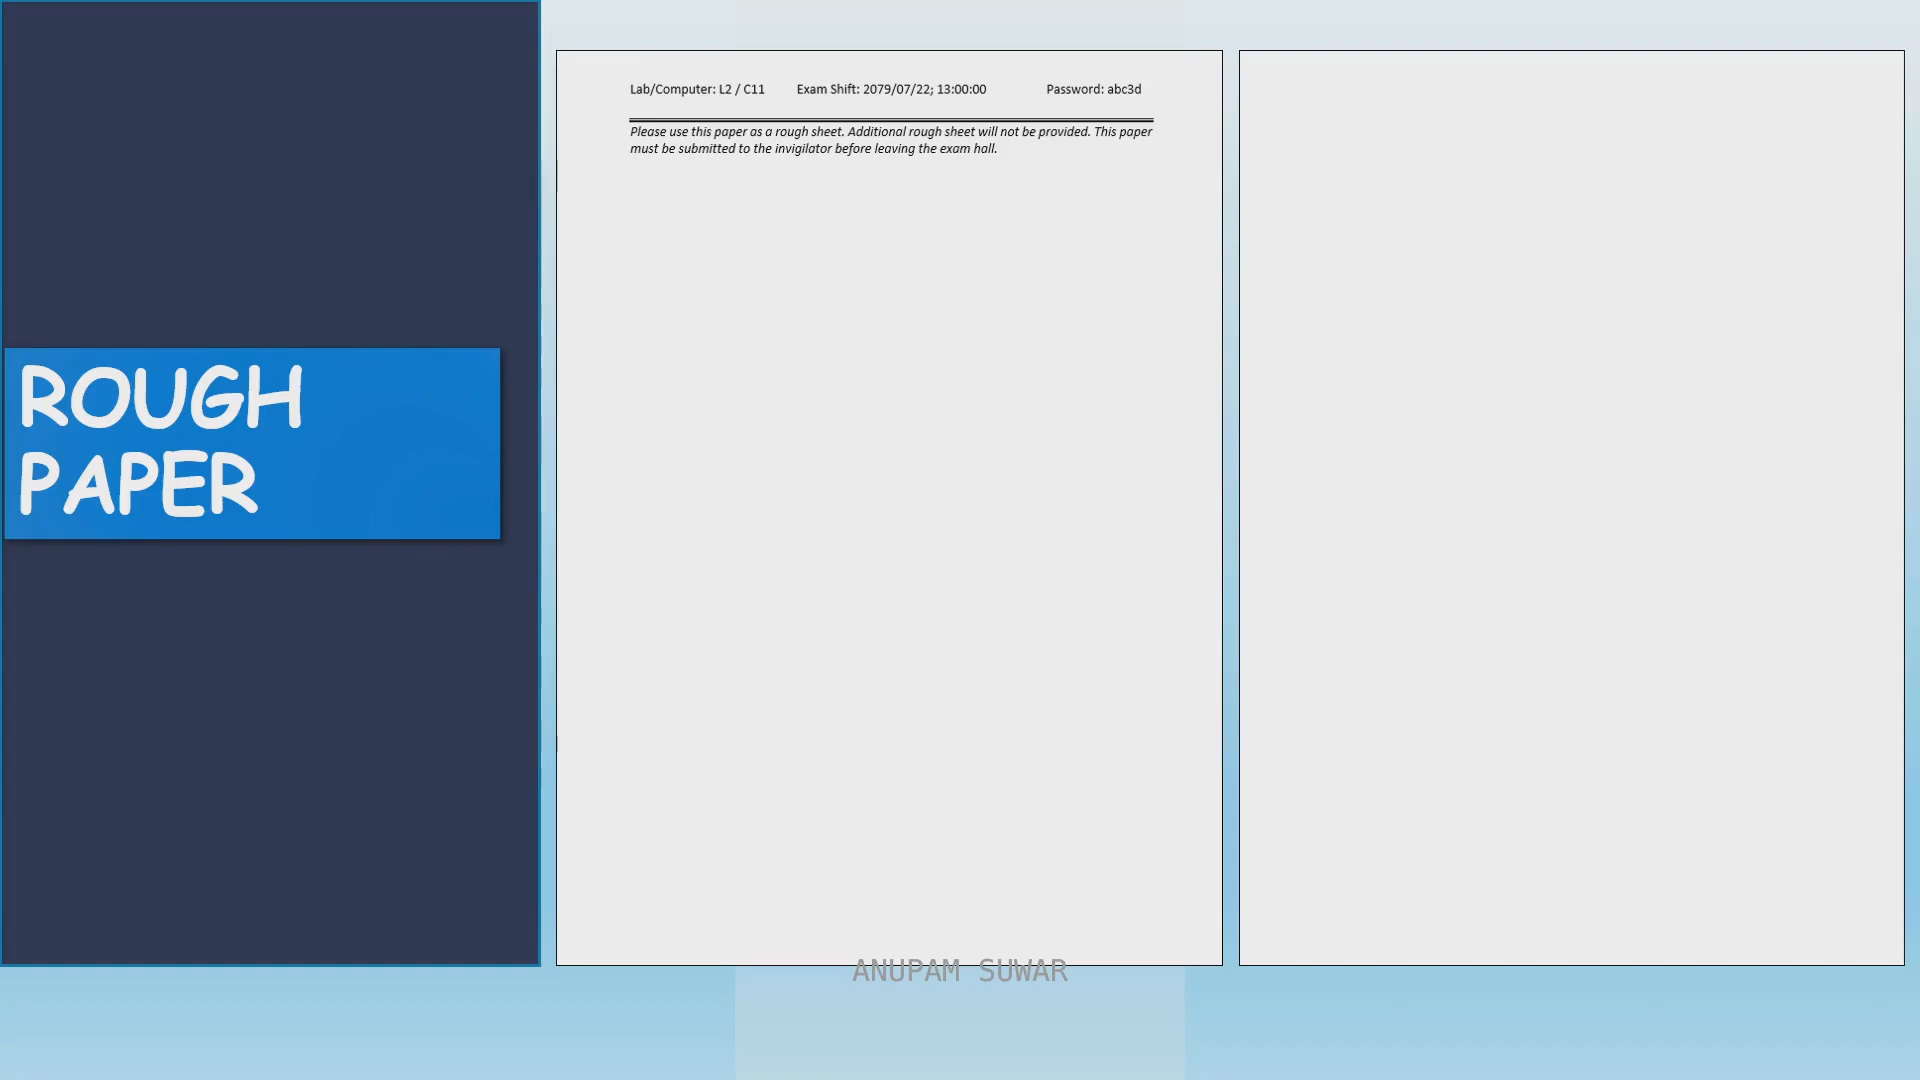 ROUGH
PAPER
Lab/Computer: L2 / C11 Exam Shift: 2079/07/22; 13:00:00 Password: abc3d
Please use this paper as a rough sheet. Additional rough sheet will not be provided. This paper
must be submitted to the invigilator before leaving the exam hall.
ANUPAM SUWAR